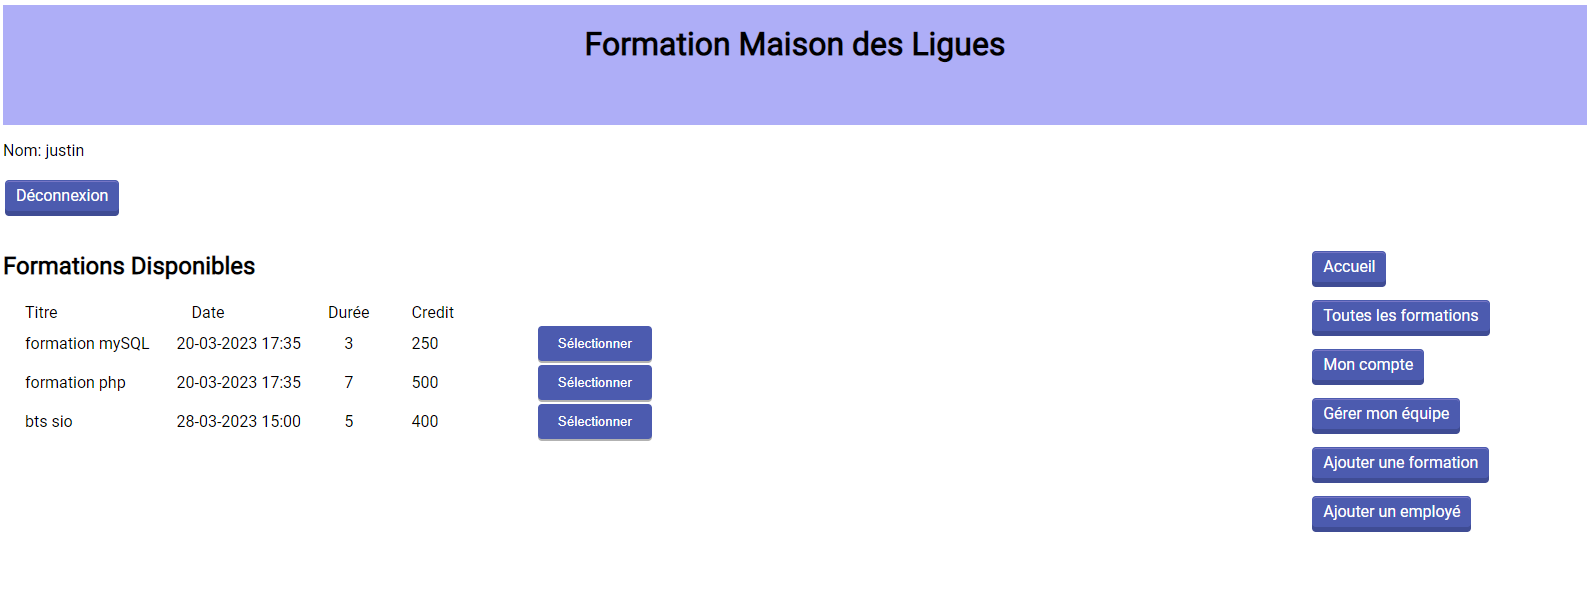 Formation Maison des Ligues
Nom: justin
Déconnexion
Formations Disponibles
Titre Date Durée Credit
formation mySQL 20-03-2023 17:35 3 250 Sélectionner
formation php 20-03-2023 17:35 7 500 Sélectionner
bts sio 28-03-2023 15:00 5 400 Sélectionner
Accueil
Toutes les formations
Mon compte
Gérer mon équipe
Ajouter une formation
Ajouter un employé